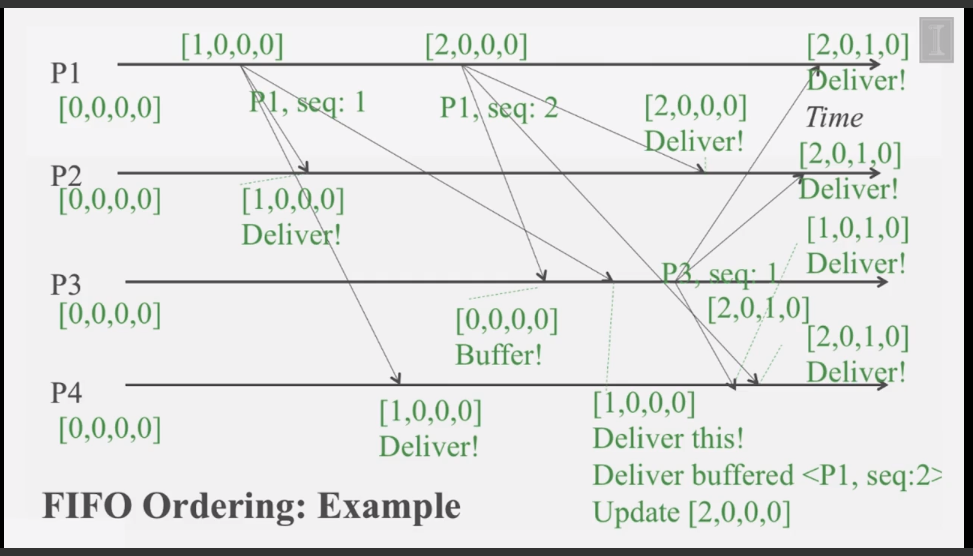 [1,0,0,0]
[2,0,0,0]
[2,0,1,0]
P1
P1, seq: 1
P1, seq: 2
Deliver!
[0,0,0,0]
[2,0,0,0]
Deliver!
Time
[2,0,1,0]
Deliver!
P2
[0,0,0,0]
[1,0,0,0]
Deliver!
[1,0,1,0]
Deliver!
P3
P3, seq: 1
[0,0,0,0]
[2,0,1,0]
[0,0,0,0]
Buffer!
[2,0,1,0]
Deliver!
P4
[0,0,0,0]
[1,0,0,0]
Deliver!
[1,0,0,0]
Deliver this!
Deliver buffered <P1, seq:2>
Update [2,0,0,0]
FIFO Ordering: Example
I